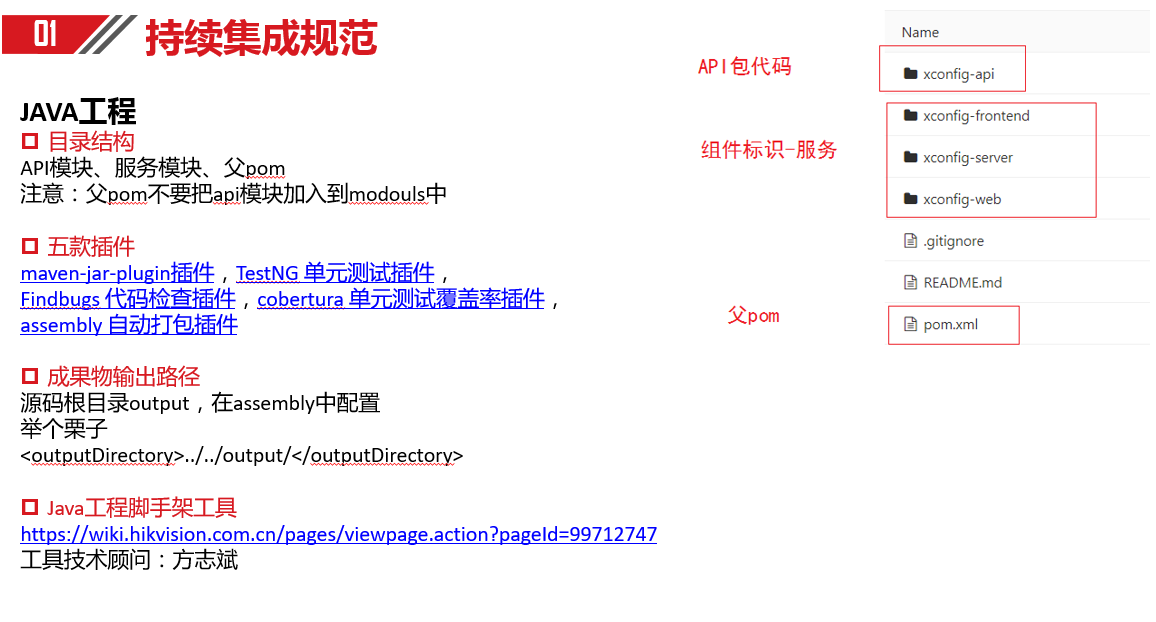 01 持续集成规范
JAVA工程
目录结构
API模块、服务模块、父pom
注意：父pom不要把api模块加入到modouls中
五款插件
maven-jar-plugin插件，TestNG 单元测试插件，
Findbugs 代码检查插件，cobertura 单元测试覆盖率插件，
assembly 自动打包插件
成果物输出路径
源码根目录output，在assembly中配置
举个栗子
<outputDirectory>../../output/</outputDirectory>
Java工程脚手架工具
https://wiki.hikvision.com.cn/pages/viewpage.action?pageId=99712747
工具技术顾问：方志斌
API包代码
组件标识-服务
父pom
Name
xconfig-api
xconfig-frontend
xconfig-server
xconfig-web
.gitignore
README.md
pom.xml